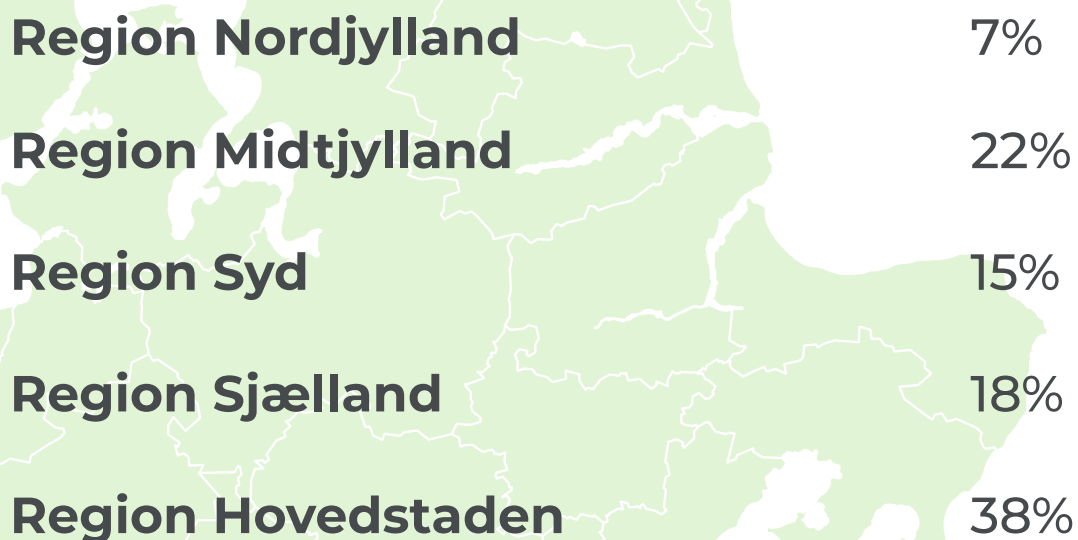 Region Nordjylland 7%
Region Midtjylland 22%
Region Syd 15%
Region Sjælland 18%
Region Hovedstaden 38%